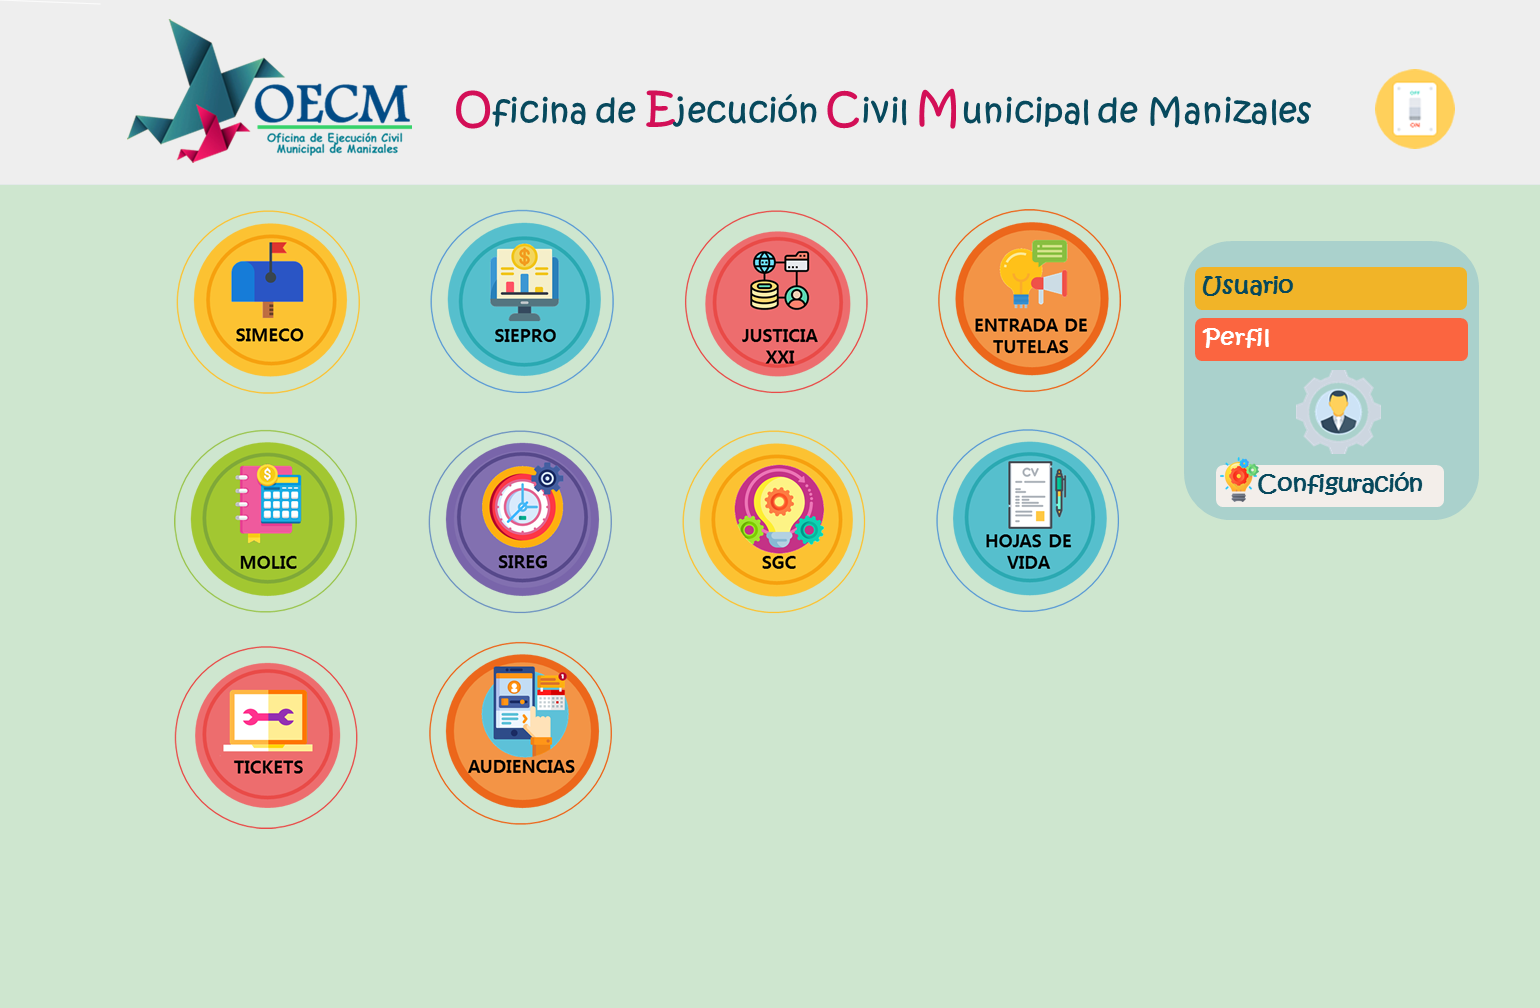 OECM
Oficina de Ejecución Civil
Municipal de Manizales
Oficina de Ejecución Civil Municipal de Manizales
OFF
ON
SIMECO
SIEPRO
JUSTICIA
XXI
ENTRADA DE
TUTELAS
Usuario
Perfil
Configuración
MOLIC
SIREG
SGC
CV
HOJAS DE
VIDA
TICKETS
1
AUDIENCIAS